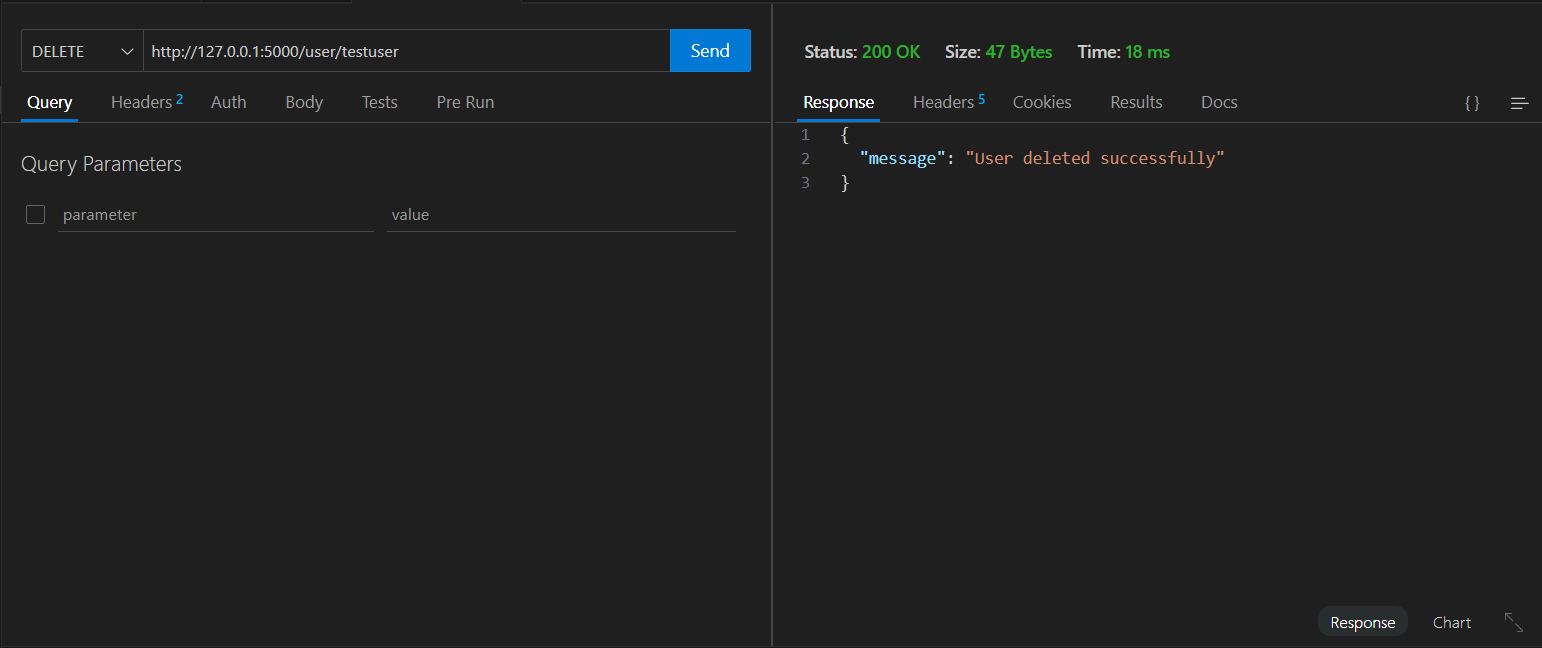 DELETE http://127.0.0.1:5000/user/testuser Send
Query Headers 2 Auth Body Tests Pre Run
Query Parameters
parameter value
Status: 200 OK Size: 47 Bytes Time: 18 ms
Response Headers 5 Cookies Results Docs { }
1 {
2 "message": "User deleted successfully"
3 }
Response Chart